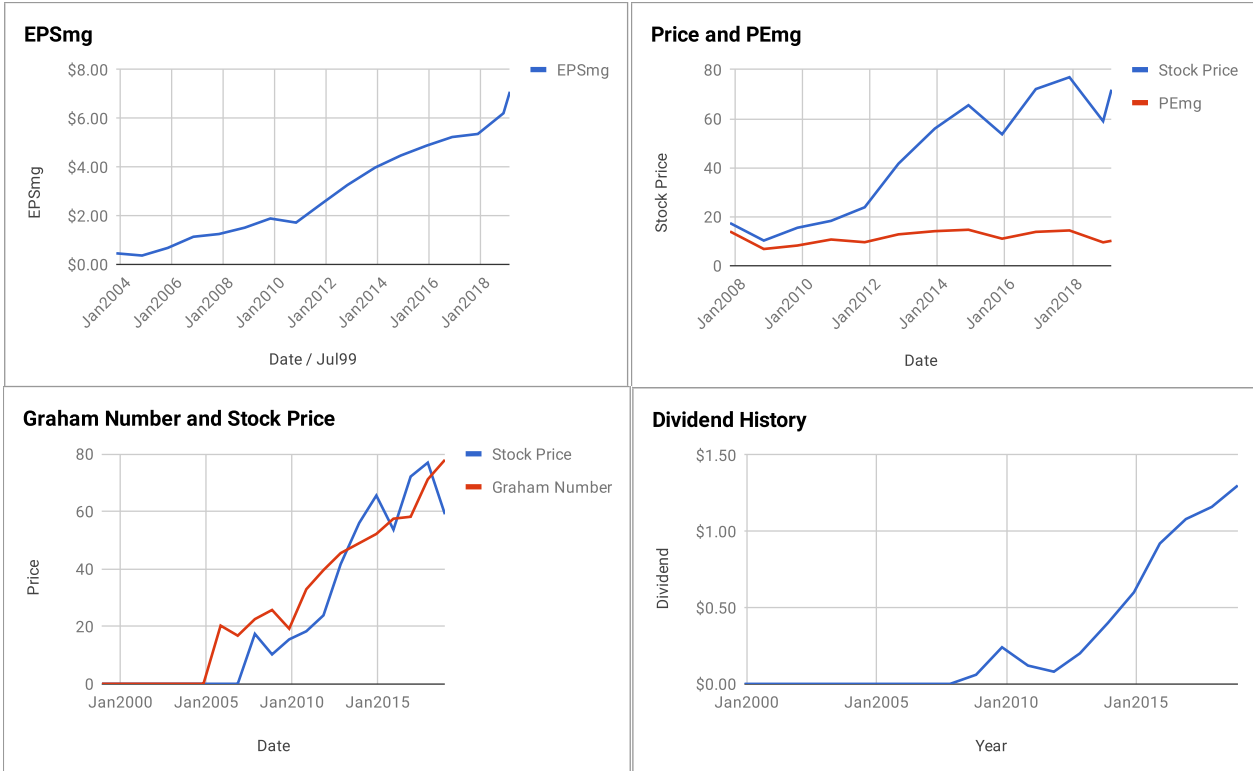 EPSmg
$8.00
$6.00
$4.00
$2.00
$0.00
EPSmg
EPSmg
Jan2004
Jan2006
Jan2008
Jan2010
Jan2012
Jan2014
Jan2016
Jan2018
Date / Jul99
Price and PEmg
80
60
40
20
0
Stock Price
Stock Price
PEmg
Jan2008
Jan2010
Jan2012
Jan2014
Jan2016
Jan2018
Date
Graham Number and Stock Price
80
60
40
20
0
Price
Stock Price
Graham Number
Jan2000
Jan2005
Jan2010
Jan2015
Date
Dividend History
$1.50
$1.00
$0.50
$0.00
Dividend
Jan2000
Jan2005
Jan2010
Jan2015
Year